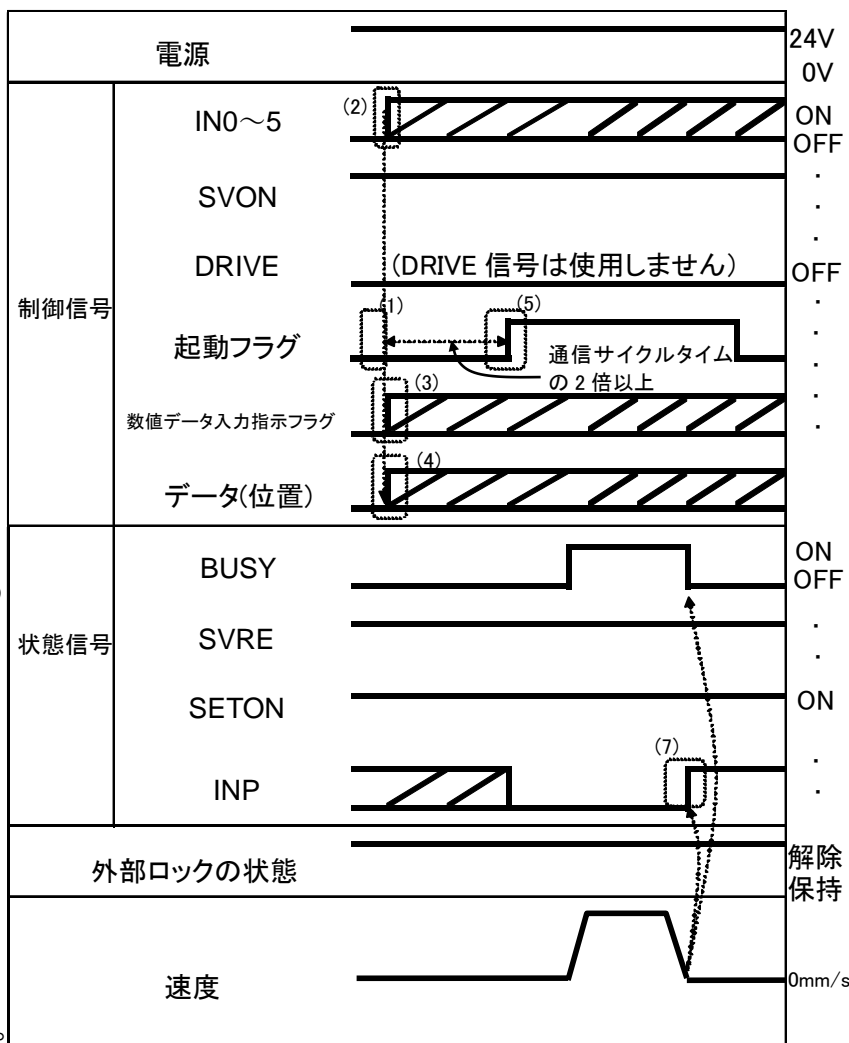 電源
24V
0V
制御信号
IN0～5
(2)
ON
OFF
SVON
DRIVE
(DRIVE 信号は使用しません)
OFF
起動フラグ
(1)
(5)
通信サイクルタイム
の 2 倍以上
数値データ入力指示フラグ
(3)
データ(位置)
(4)
状態信号
BUSY
ON
OFF
SVRE
SETON
ON
INP
(7)
外部ロックの状態
解除
保持
速度
0mm/s